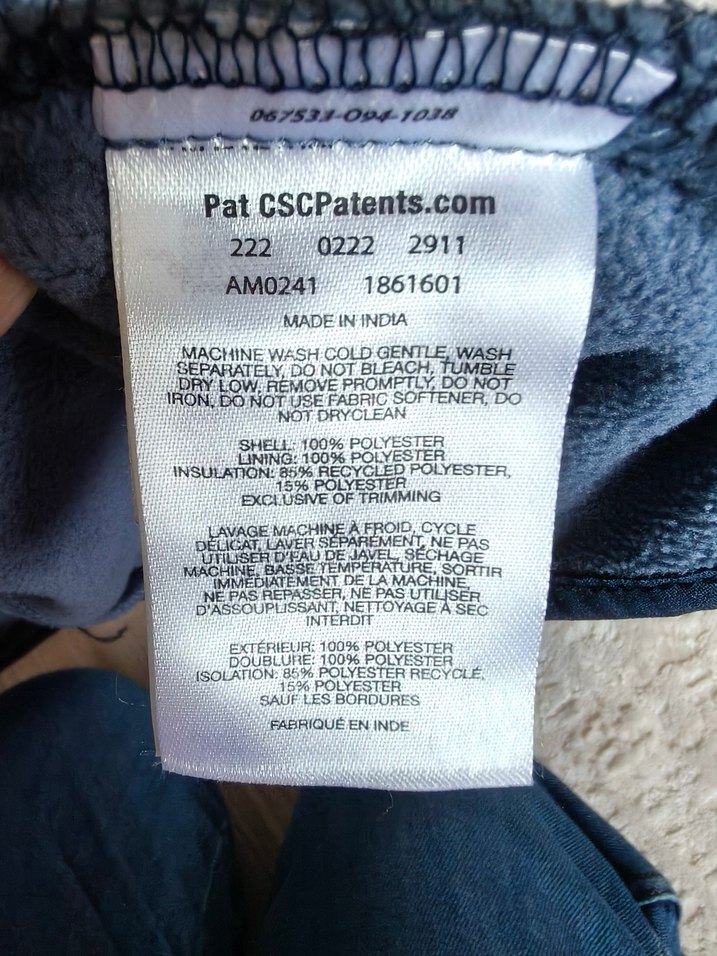 067533-094-1038
Pat CSCPatents.com
222 0222 2911
AM0241 1861601
MADE IN INDIA
MACHINE WASH COLD GENTLE, WASH
SEPARATELY, DO NOT BLEACH, TUMBLE
DRY LOW, REMOVE PROMPTLY, DO NOT
IRON, DO NOT USE FABRIC SOFTENER, DO
NOT DRYCLEAN
SHELL: 100% POLYESTER
LINING: 100% POLYESTER
INSULATION: 85% RECYCLED POLYESTER,
15% POLYESTER
EXCLUSIVE OF TRIMMING
LAVAGE MACHINE À FROID, CYCLE
DÉLICAT, LAVER SÉPARÉMENT, NE PAS
UTILISER D'EAU DE JAVEL, SÉCHAGE
MACHINE, BASSE TEMPÉRATURE, SORTIR
IMMÉDIATEMENT DE LA MACHINE,
NE PAS REPASSER, NE PAS UTILISER
D'ASSOUPLISSANT, NETTOYAGE À SEC
INTERDIT
EXTÉRIEUR: 100% POLYESTER
DOUBLURE: 100% POLYESTER
ISOLATION: 85% POLYESTER RECYCLÉ,
15% POLYESTER
SAUF LES BORDURES
FABRIQUÉ EN INDE